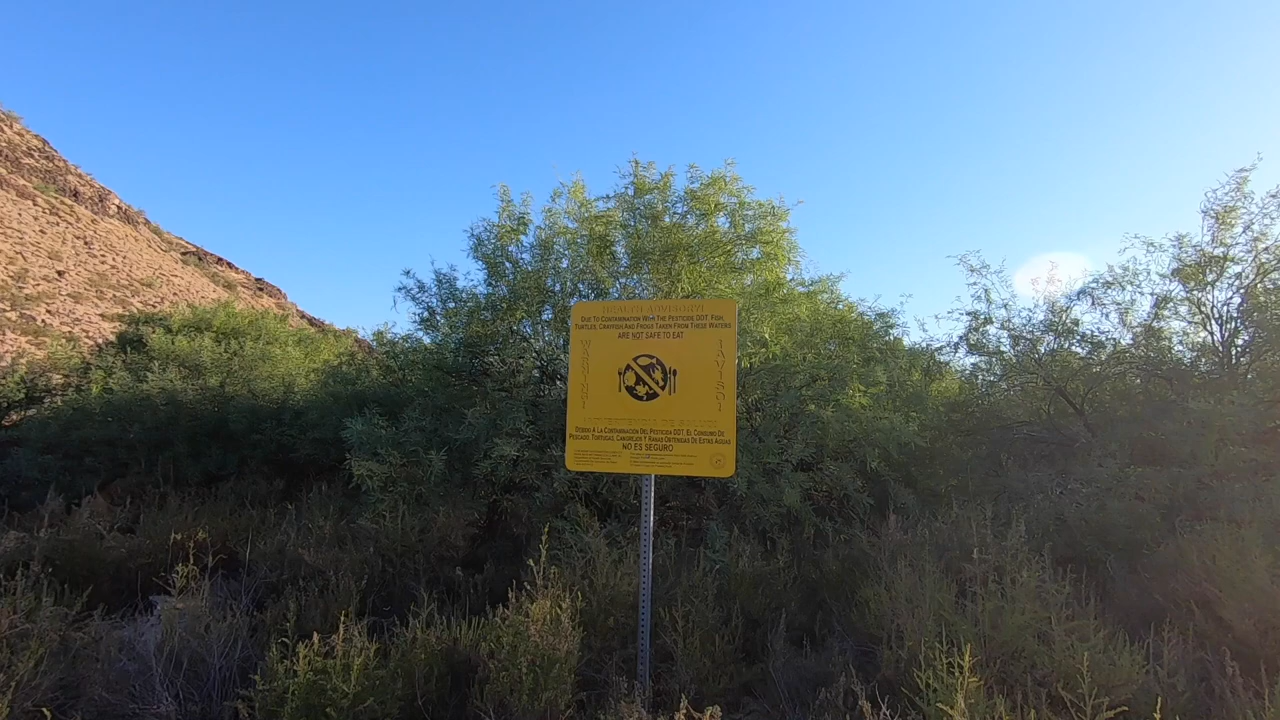 HEALTH ADVISORY!
DUE TO CONTAMINATION WITH THE PESTICIDE DDT, FISH,
TURTLES, CRAYFISH AND FROGS TAKEN FROM THESE WATERS
ARE NOT SAFE TO EAT
WARNING!
¡AVISO!
DEBIDO A LA CONTAMINACIÓN DEL PESTICIDA DDT, EL CONSUMO DE
PESCADO, TORTUGAS, CANGREJOS Y RANAS OBTENIDAS DE ESTAS AGUAS
NO ES SEGURO